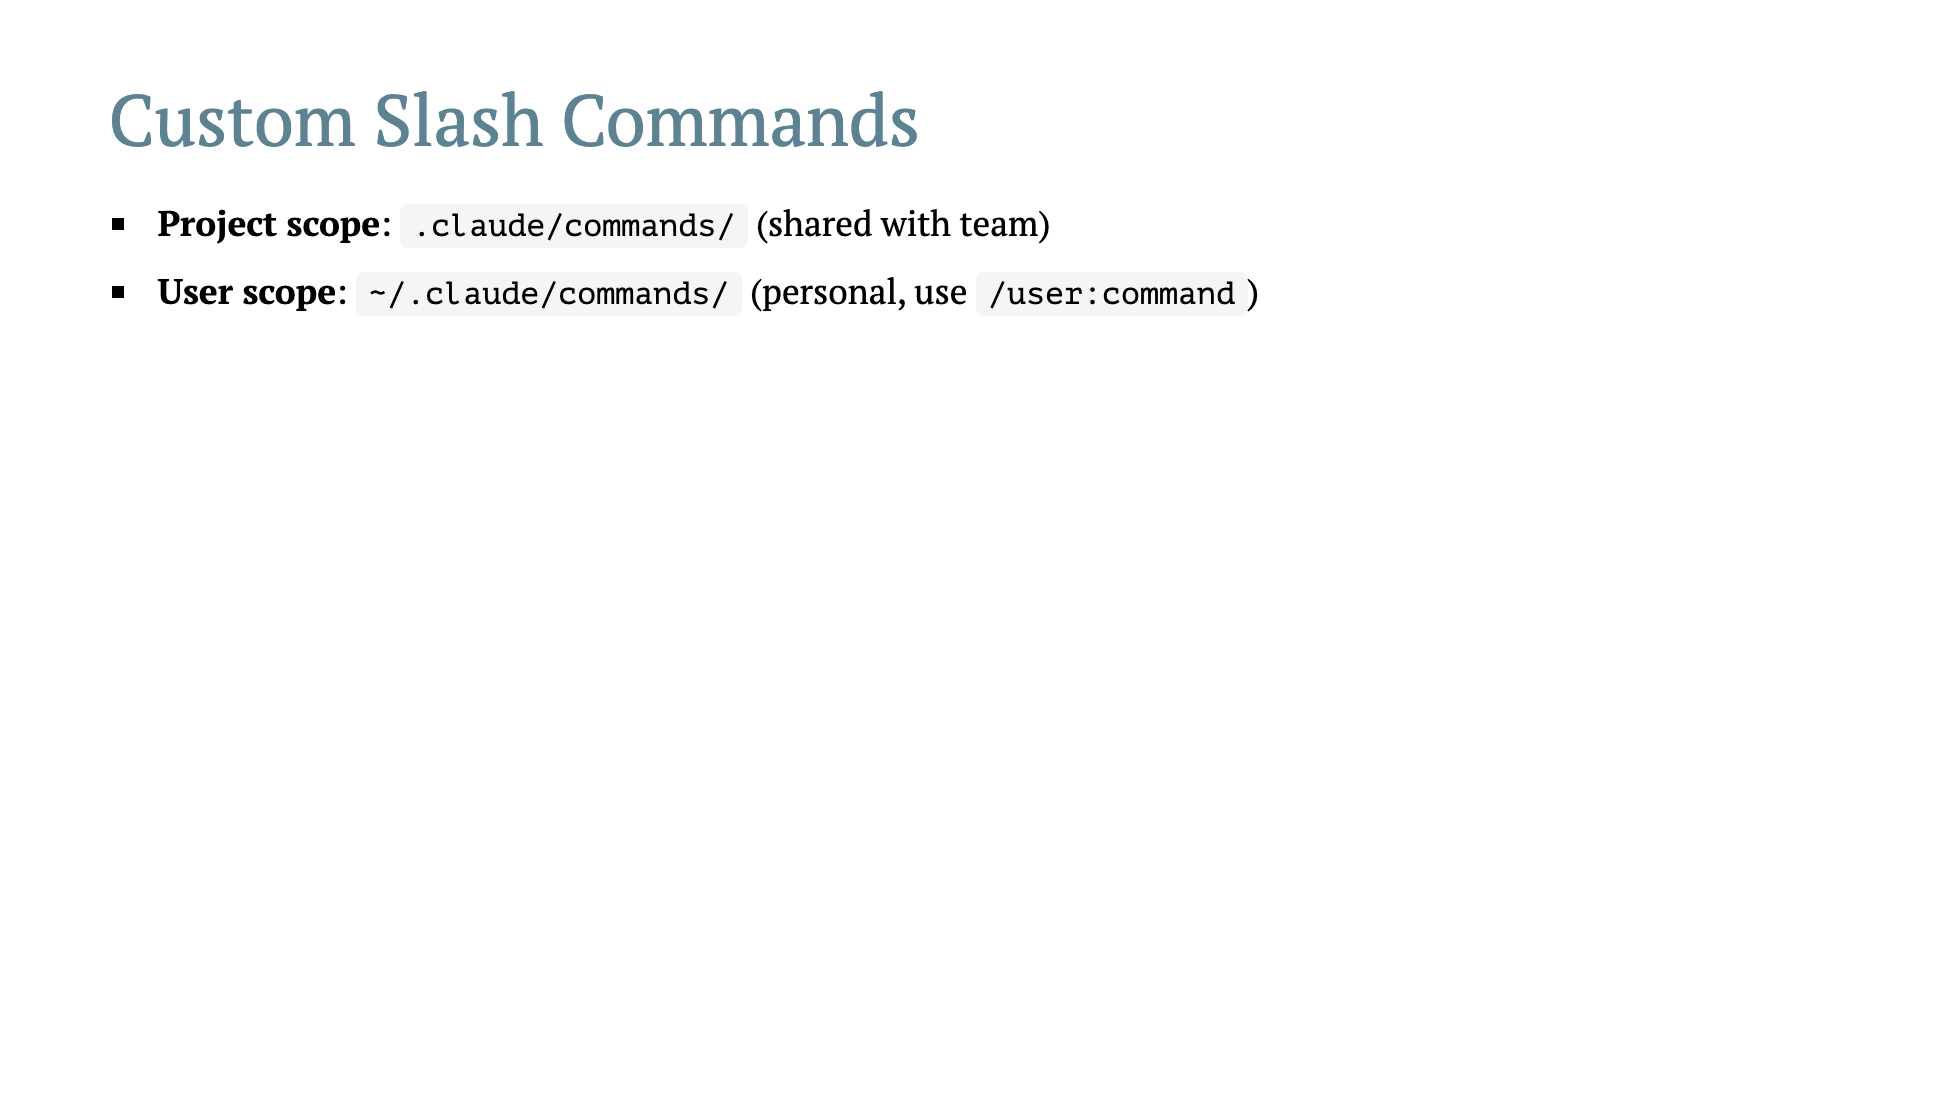 Custom Slash Commands
▪ Project scope: .claude/commands/ (shared with team)
▪ User scope: ~/.claude/commands/ (personal, use /user:command)